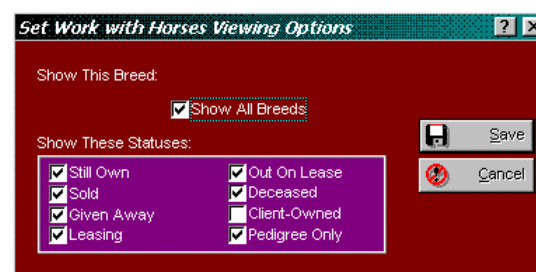 Set Work with Horses Viewing Options
Show This Breed:
Show All Breeds
Show These Statuses:
Still Own
Out On Lease
Sold
Deceased
Given Away
Client-Owned
Leasing
Pedigree Only
Save
Cancel